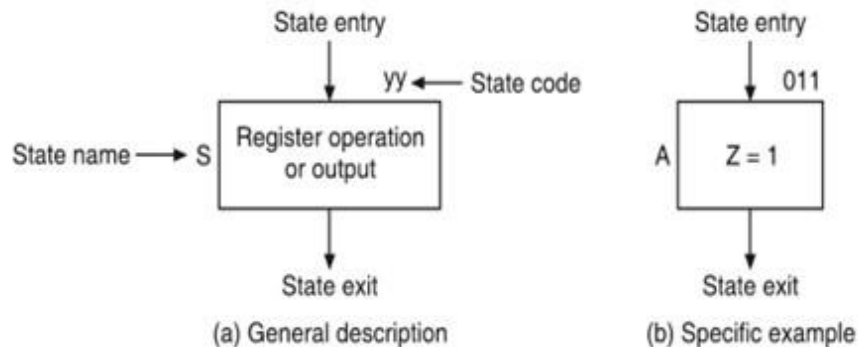 State entry
yy
State code
State name
S
Register operation
or output
State exit
(a) General description
State entry
011
A
Z = 1
State exit
(b) Specific example